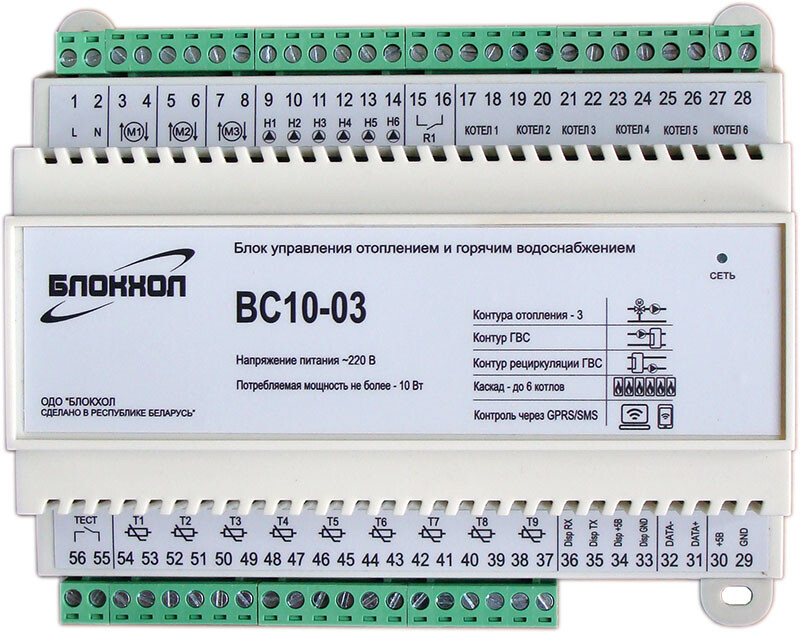 1 2 3 4 5 6 7 8 9 10 11 12 13 14 15 16 17 18 19 20 21 22 23 24 25 26 27 28
L N M1 M2 M3 H1 H2 H3 H4 H5 H6 R1 КОТЕЛ 1 КОТЕЛ 2 КОТЕЛ 3 КОТЕЛ 4 КОТЕЛ 5 КОТЕЛ 6
Блок управления отоплением и горячим водоснабжением
БЛОКХОЛ
ВС10-03
СЕТЬ
Напряжение питания ~220 В
Потребляемая мощность не более - 10 Вт
ОДО "БЛОКХОЛ
СДЕЛАНО В РЕСПУБЛИКЕ БЕЛАРУСЬ"
Контура отопления - 3
М
Контур ГВС
Контур рециркуляции ГВС
Каскад - до 6 котлов
Контроль через GPRS/SMS
ТЕСТ T1 T2 T3 T4 T5 T6 T7 T8 T9 Disp RX Disp TX Disp +5В Disp GND DATA- DATA+ +5В GND
56 55 54 53 52 51 50 49 48 47 46 45 44 43 42 41 40 39 38 37 36 35 34 33 32 31 30 29